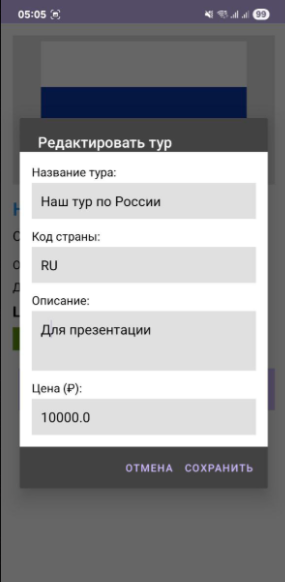 05:05
99
Редактировать тур
Название тура:
Наш тур по России
Код страны:
RU
Описание:
Для презентации
Цена (₽):
10000.0
ОТМЕНА СОХРАНИТЬ